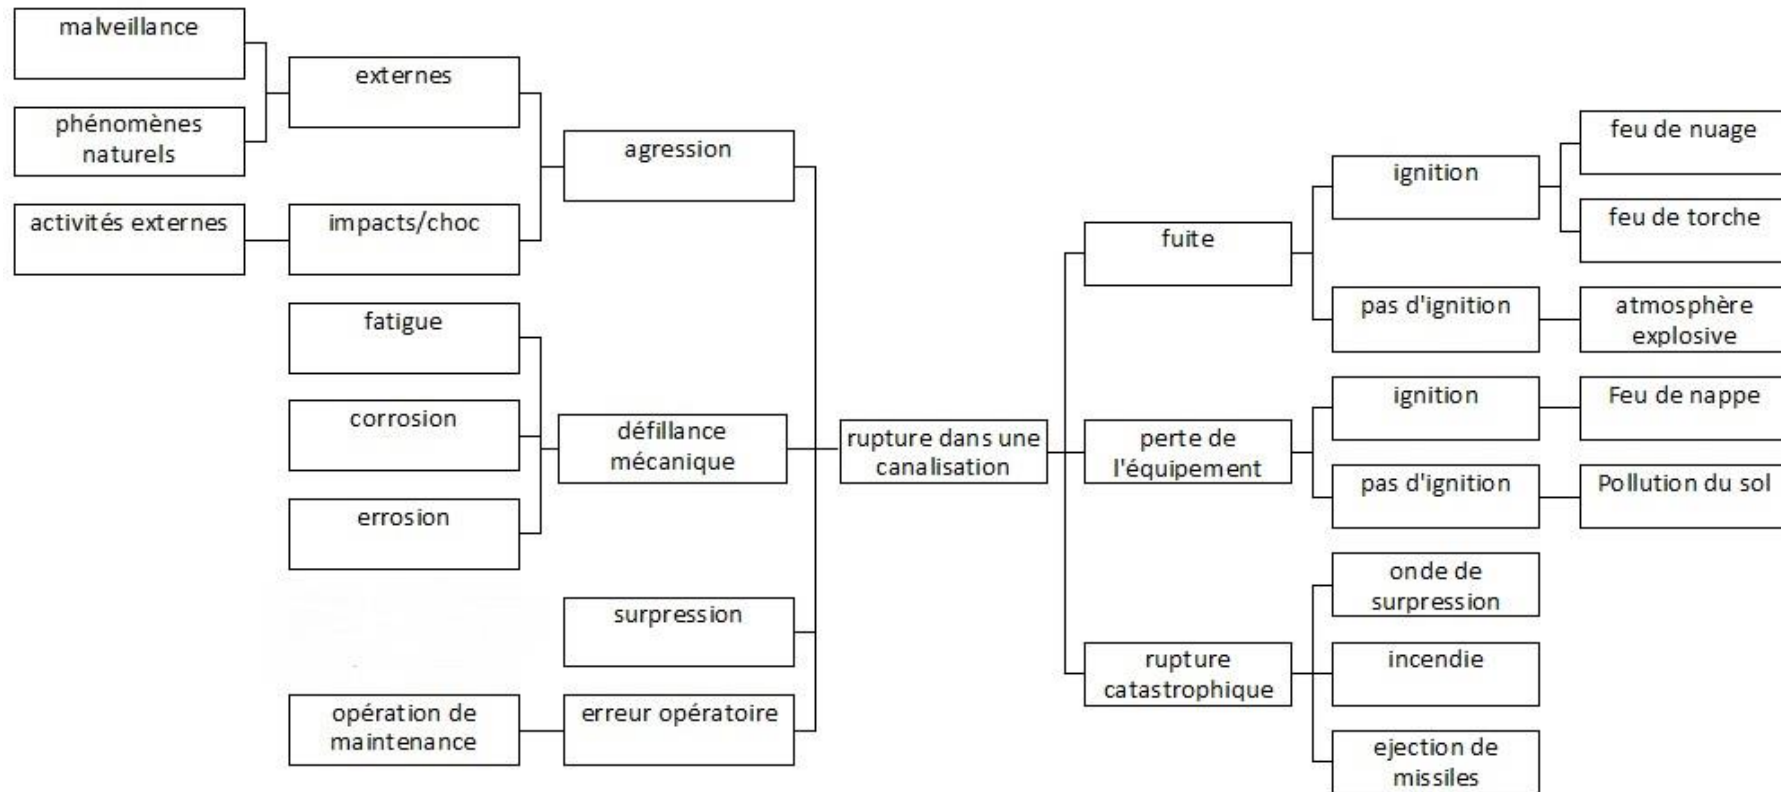 malveillance
externes
phénomènes
naturels
agression
activités externes
impacts/choc
fatigue
corrosion
errosion
défillance
mécanique
surpression
opération de
maintenance
erreur opératoire
rupture dans une
canalisation
fuite
ignition
feu de nuage
feu de torche
pas d'ignition
atmosphère
explosive
perte de
l'équipement
ignition
Feu de nappe
pas d'ignition
Pollution du sol
rupture
catastrophique
onde de
surpression
incendie
ejection de
missiles